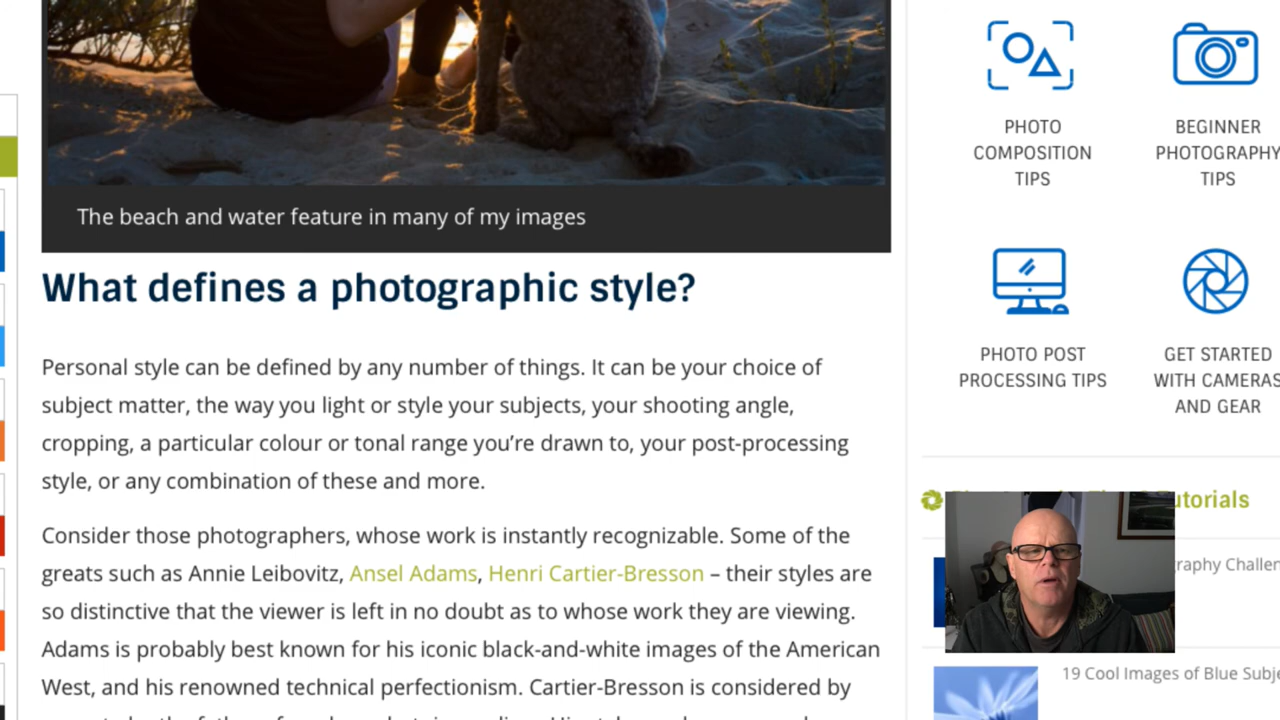 The beach and water feature in many of my images
What defines a photographic style?
Personal style can be defined by any number of things. It can be your choice of
subject matter, the way you light or style your subjects, your shooting angle,
cropping, a particular colour or tonal range you’re drawn to, your post-processing
style, or any combination of these and more.
Consider those photographers, whose work is instantly recognizable. Some of the
greats such as Annie Leibovitz, Ansel Adams, Henri Cartier-Bresson – their styles are
so distinctive that the viewer is left in no doubt as to whose work they are viewing.
Adams is probably best known for his iconic black-and-white images of the American
West, and his renowned technical perfectionism. Cartier-Bresson is considered by
PHOTO
COMPOSITION
TIPS
BEGINNER
PHOTOGRAPHY
TIPS
PHOTO POST
PROCESSING TIPS
GET STARTED
WITH CAMERAS
AND GEAR
utorials
raphy Challen
19 Cool Images of Blue Subje